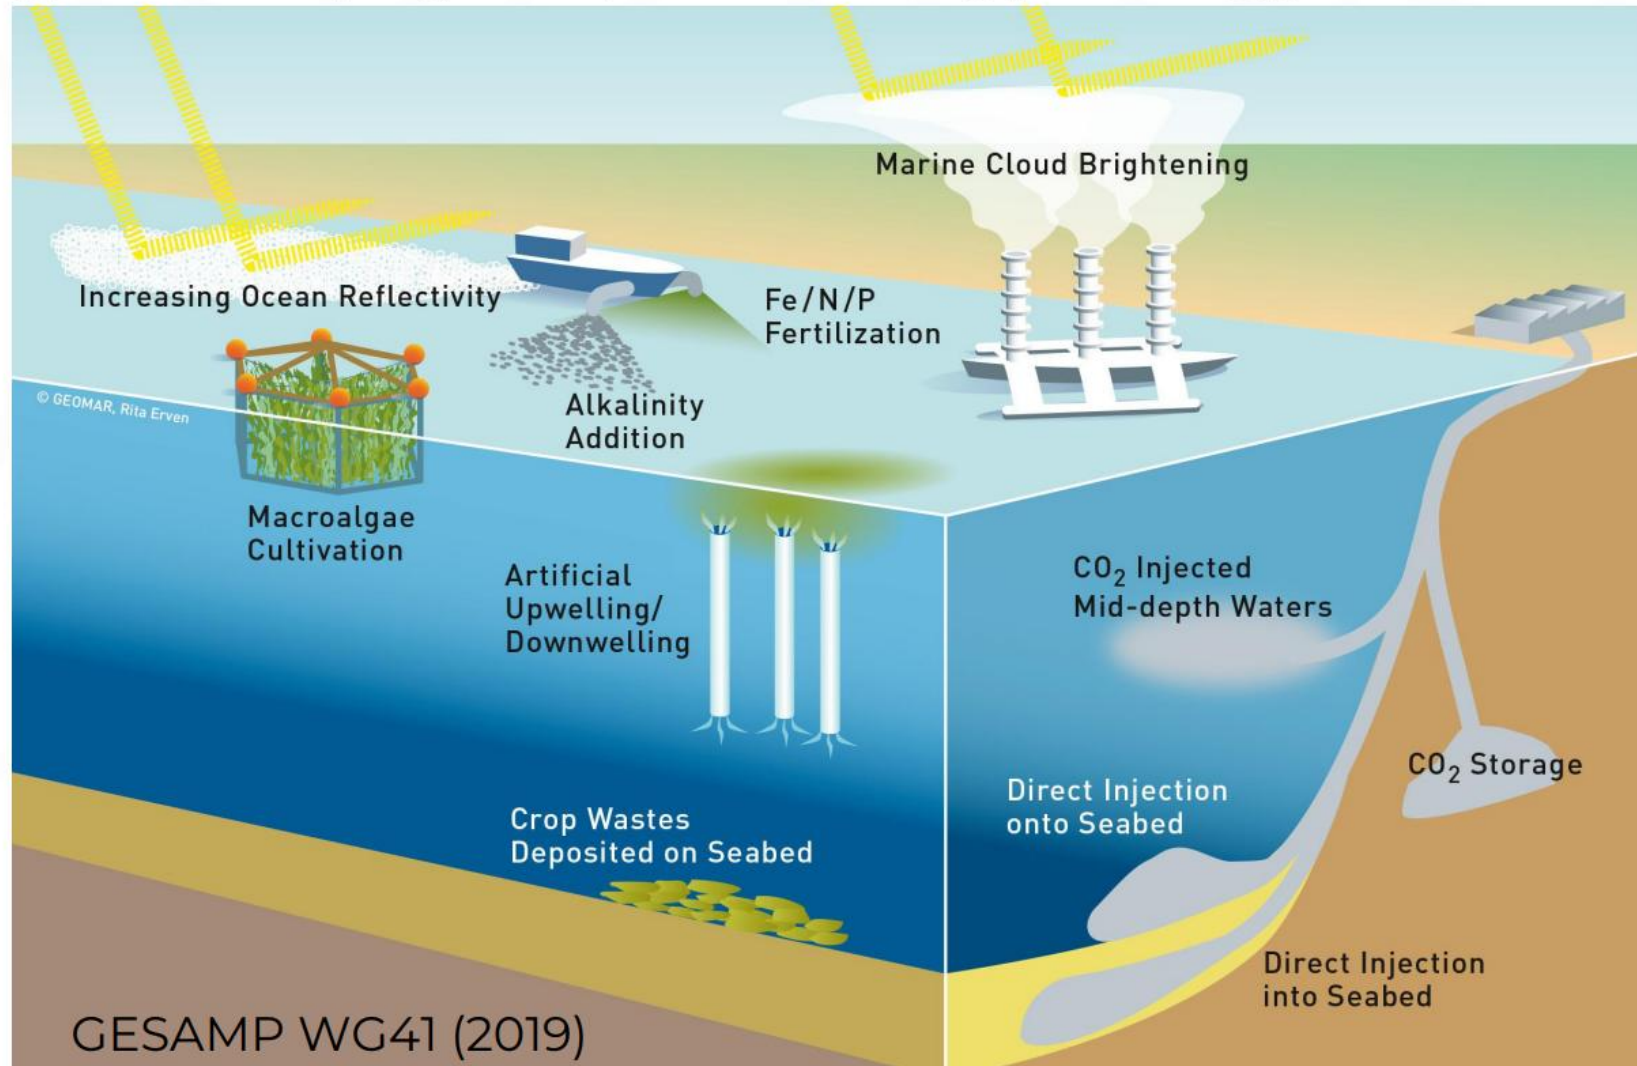 Marine Cloud Brightening
Increasing Ocean Reflectivity
Fe/N/P
Fertilization
© GEOMAR, Rita Erven
Alkalinity
Addition
Macroalgae
Cultivation
Artificial
Upwelling/
Downwelling
CO₂ Injected
Mid-depth Waters
CO₂ Storage
Direct Injection
onto Seabed
Crop Wastes
Deposited on Seabed
Direct Injection
into Seabed
GESAMP WG41 (2019)